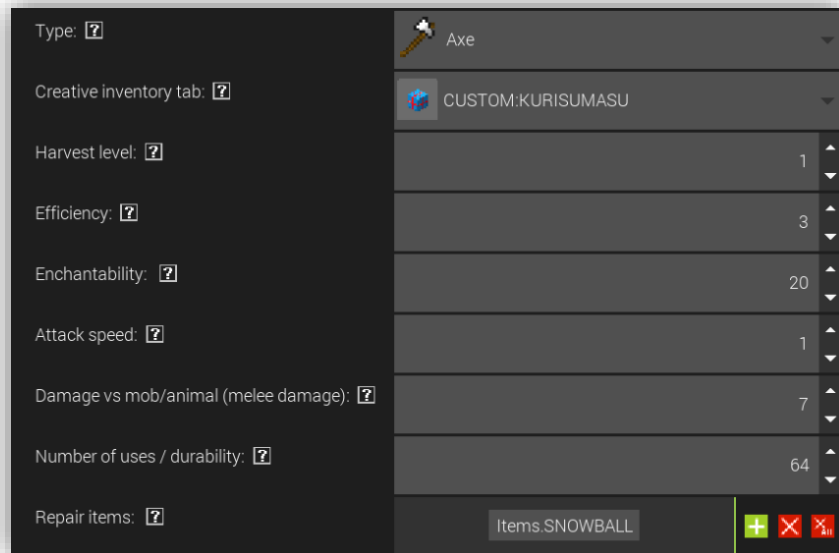 Type: [?] Axe
Creative inventory tab: [?] CUSTOM:KURISUMASU
Harvest level: [?] 1
Efficiency: [?] 3
Enchantability: [?] 20
Attack speed: [?] 1
Damage vs mob/animal (melee damage): [?] 7
Number of uses / durability: [?] 64
Repair items: [?] Items.SNOWBALL